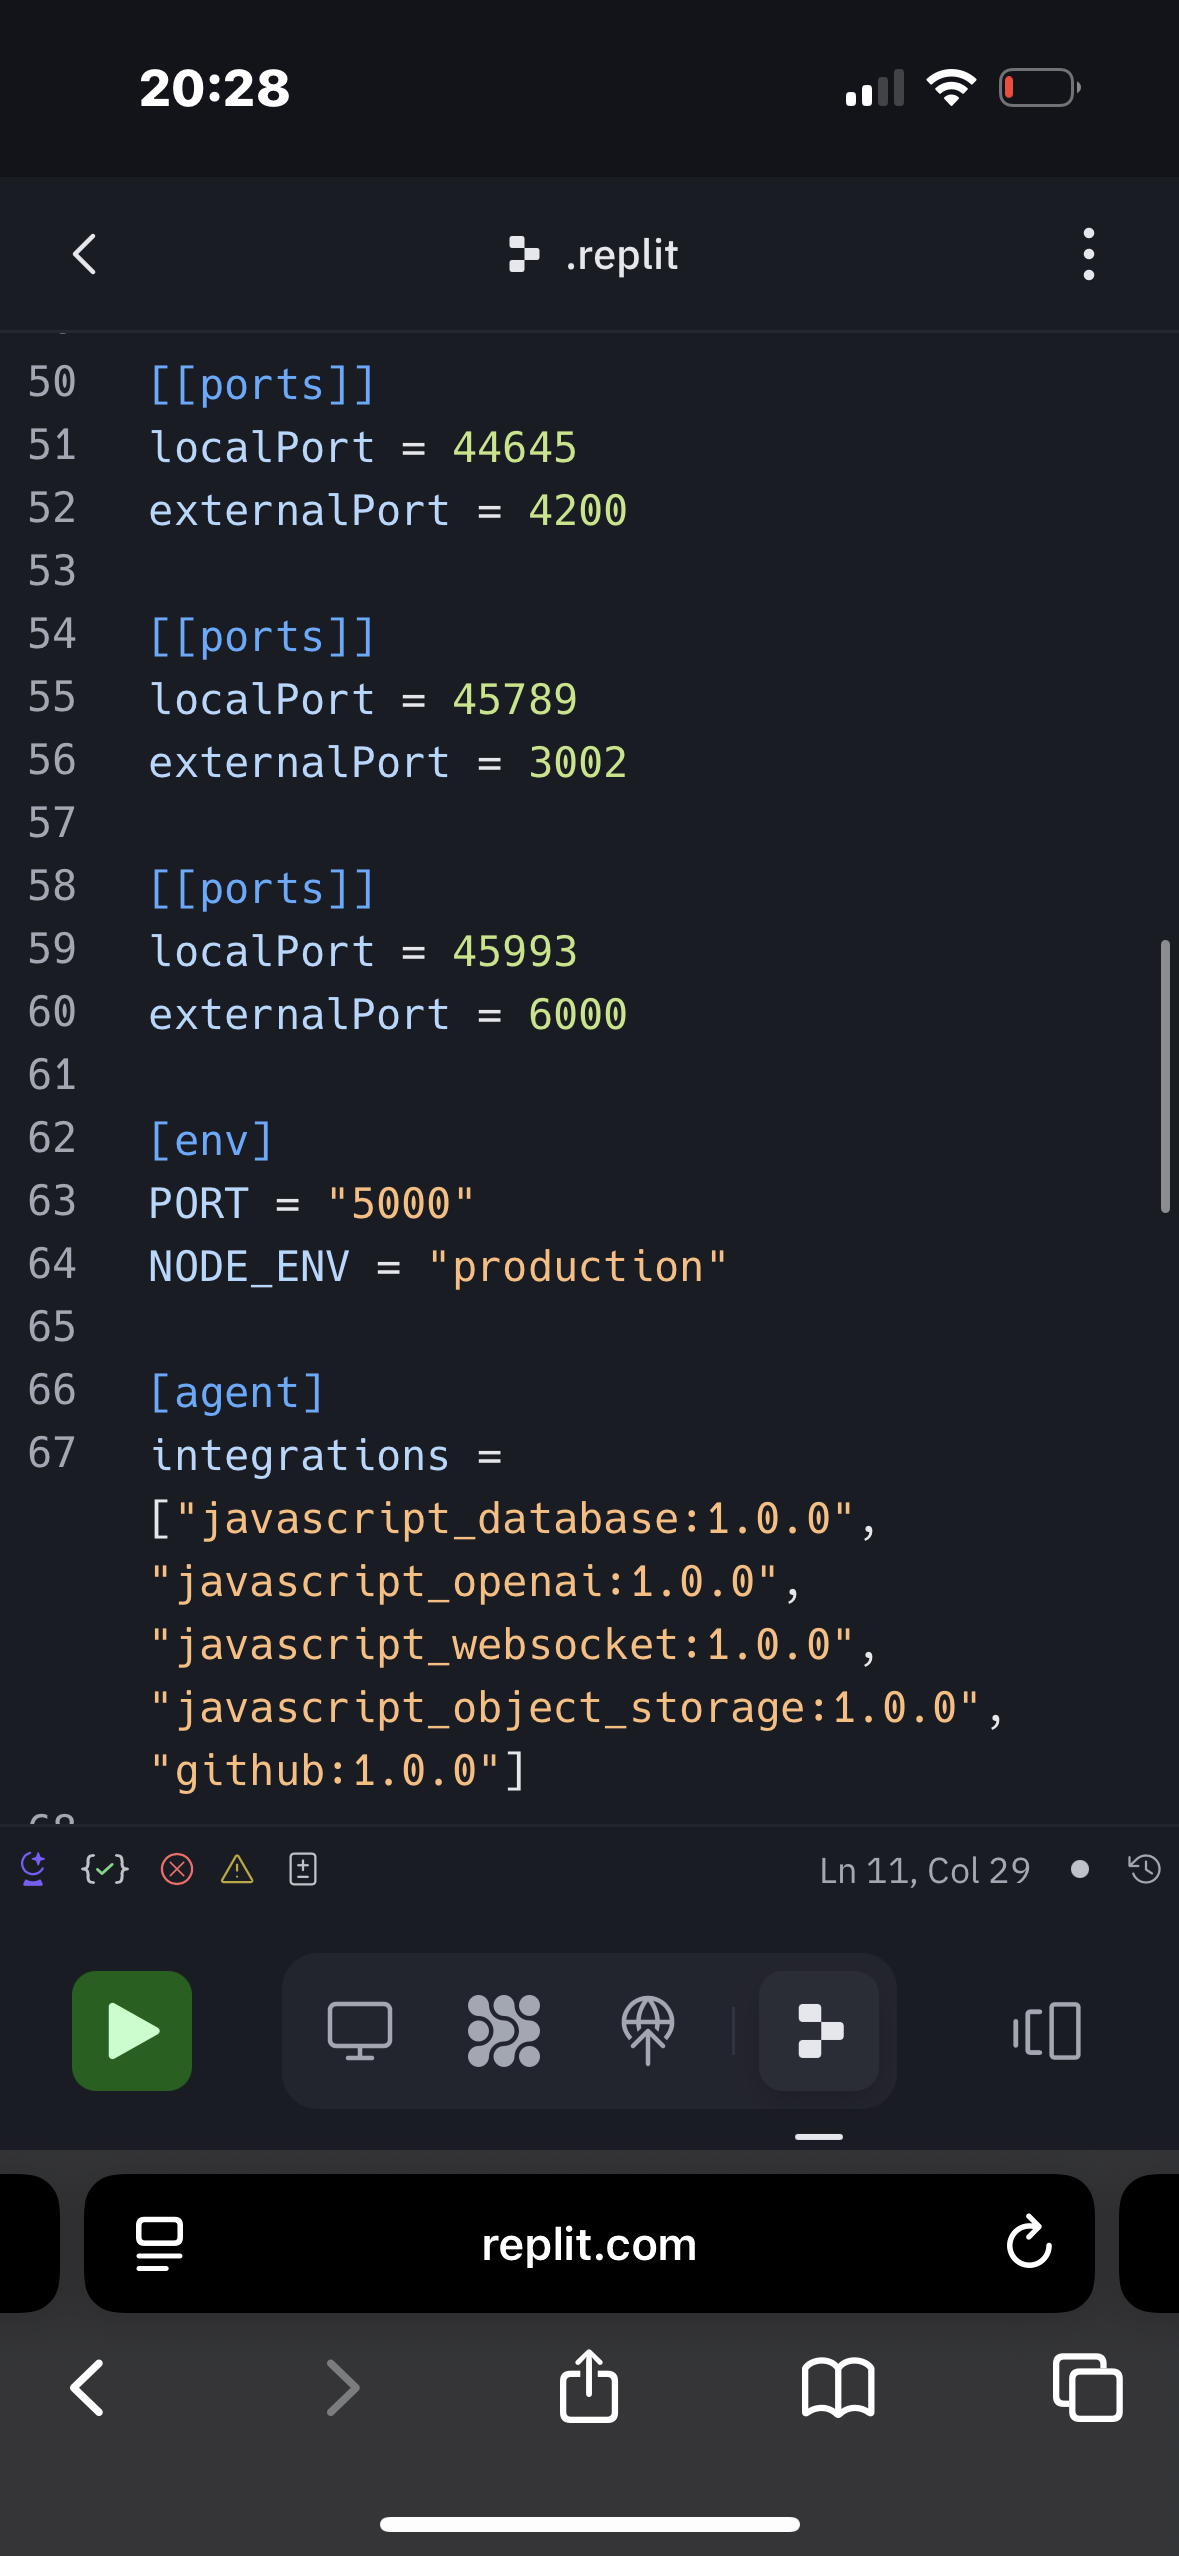 20:28
.replit
50 [[ports]]
51 localPort = 44645
52 externalPort = 4200
53
54 [[ports]]
55 localPort = 45789
56 externalPort = 3002
57
58 [[ports]]
59 localPort = 45993
60 externalPort = 6000
61
62 [env]
63 PORT = "5000"
64 NODE_ENV = "production"
65
66 [agent]
67 integrations =
["javascript_database:1.0.0",
"javascript_openai:1.0.0",
"javascript_websocket:1.0.0",
"javascript_object_storage:1.0.0",
"github:1.0.0"]
Ln 11, Col 29
replit.com